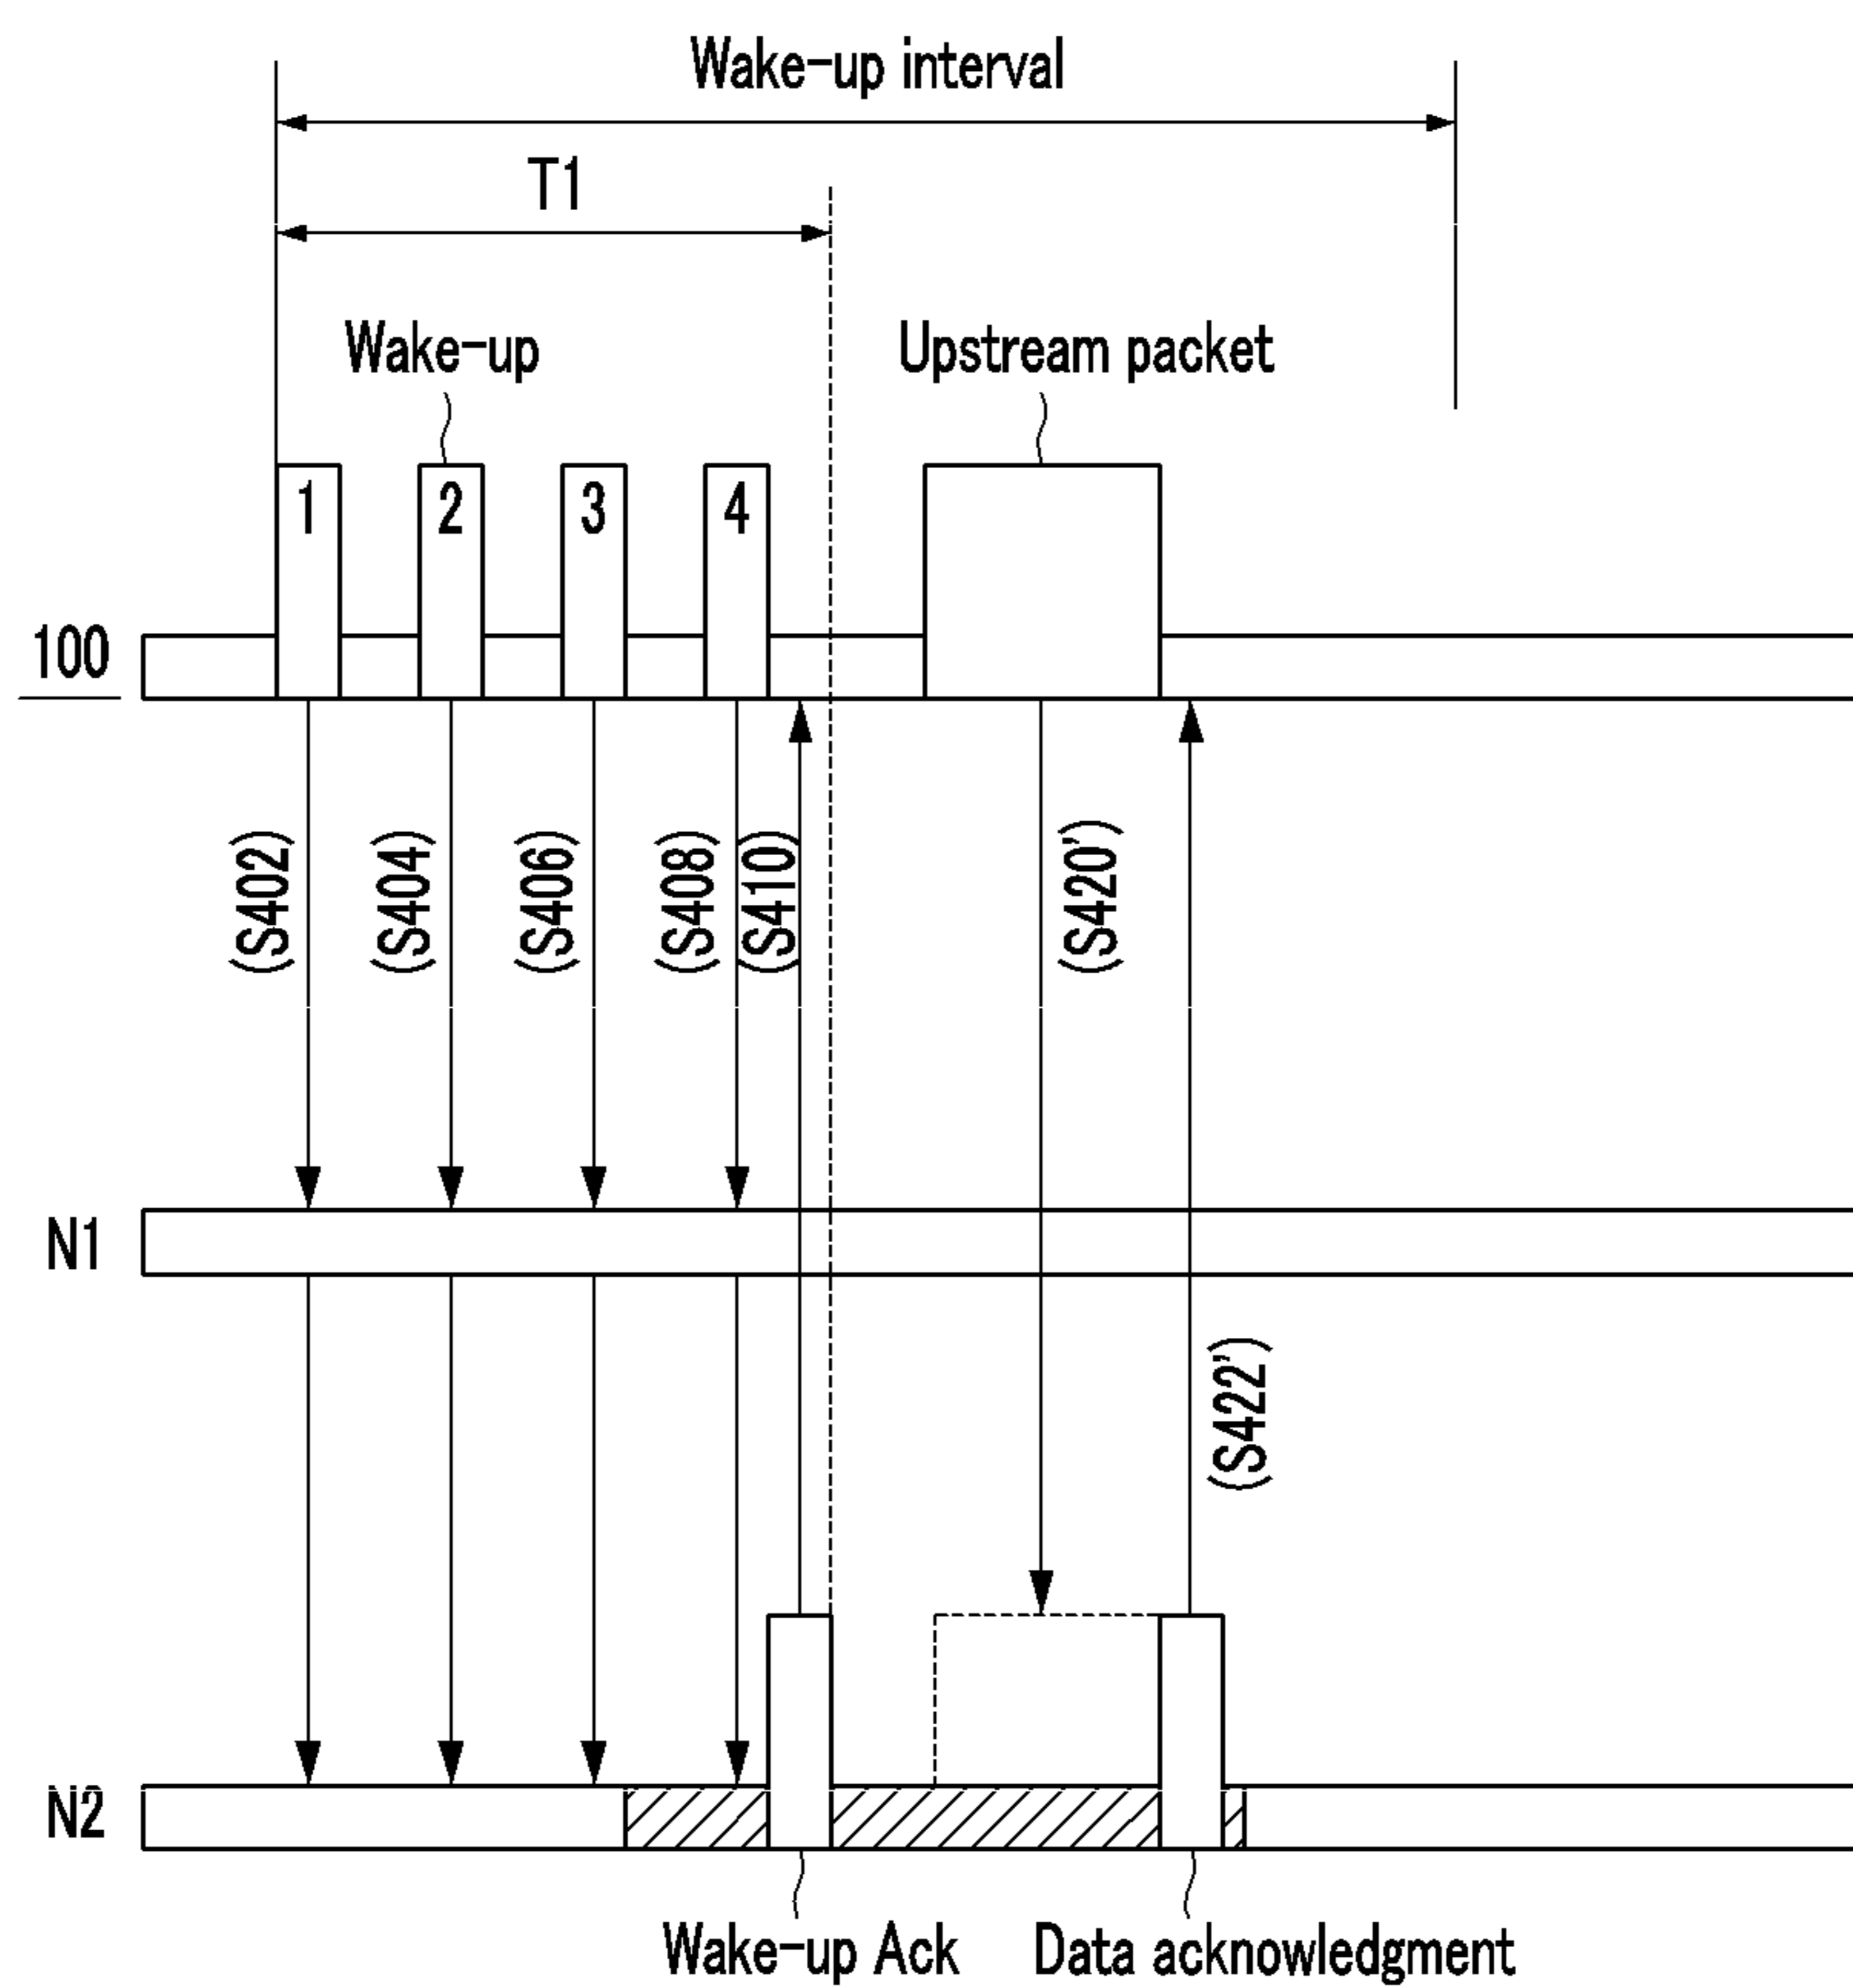 Wake-up interval
T1
Wake-up
Upstream packet
1
2
3
4
100
(S402)
(S404)
(S406)
(S408)
(S410)
(S420')
N1
(S422')
N2
Wake-up Ack
Data acknowledgment